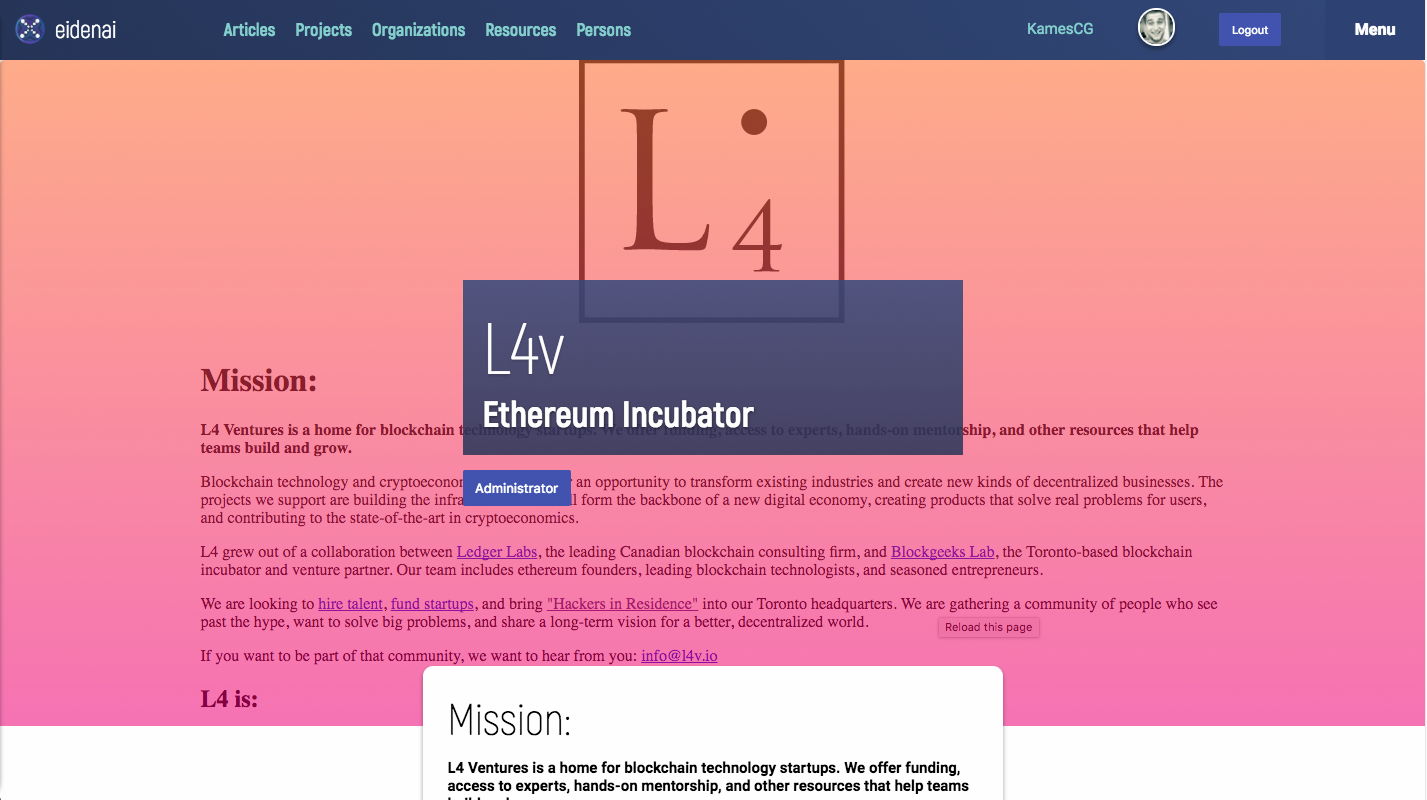 eidenai
Articles Projects Organizations Resources Persons
KamesCG
Logout
Menu
L4
L4v
Ethereum Incubator
Mission:
L4 Ventures is a home for blockchain technology startups. We offer funding, access to experts, hands-on mentorship, and other resources that help
teams build and grow.
Administrator
Blockchain technology and cryptoeconom an opportunity to transform existing industries and create new kinds of decentralized businesses. The
projects we support are building the infra form the backbone of a new digital economy, creating products that solve real problems for users,
and contributing to the state-of-the-art in cryptoeconomics.
L4 grew out of a collaboration between Ledger Labs, the leading Canadian blockchain consulting firm, and Blockgeeks Lab, the Toronto-based blockchain
incubator and venture partner. Our team includes ethereum founders, leading blockchain technologists, and seasoned entrepreneurs.
We are looking to hire talent, fund startups, and bring "Hackers in Residence" into our Toronto headquarters. We are gathering a community of people who see
past the hype, want to solve big problems, and share a long-term vision for a better, decentralized world.
Reload this page
If you want to be part of that community, we want to hear from you: info@l4v.io
L4 is:
Mission:
L4 Ventures is a home for blockchain technology startups. We offer funding,
access to experts, hands-on mentorship, and other resources that help teams